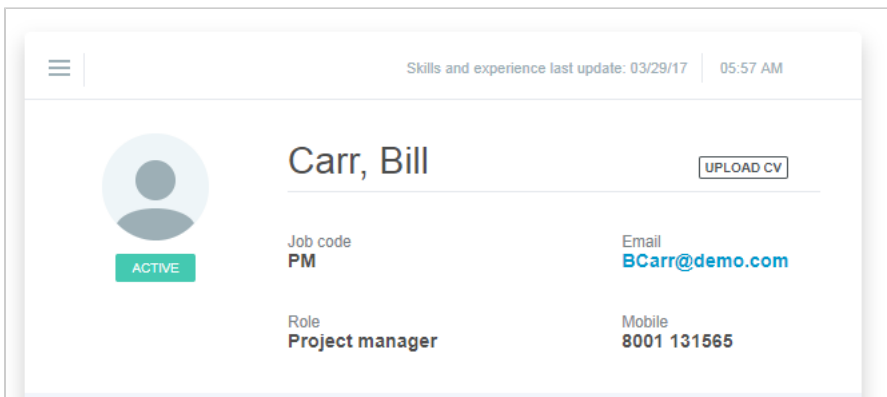 Skills and experience last update: 03/29/17 05:57 AM
Carr, Bill
UPLOAD CV
ACTIVE
Job code
PM
Email
BCarr@demo.com
Role
Project manager
Mobile
8001 131565